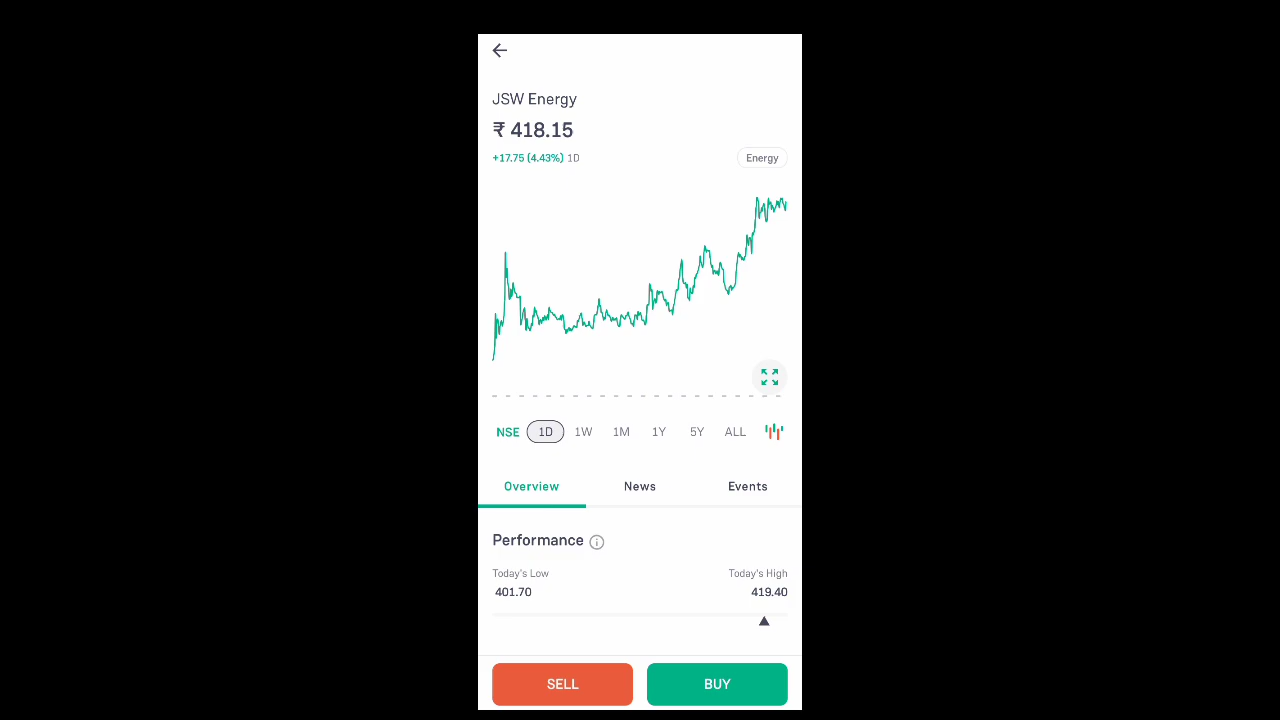 JSW Energy
₹ 418.15
+17.75 (4.43%) 1D
Energy
NSE 1D 1W 1M 1Y 5Y ALL
Overview News Events
Performance
Today's Low Today's High
401.70 419.40
SELL BUY